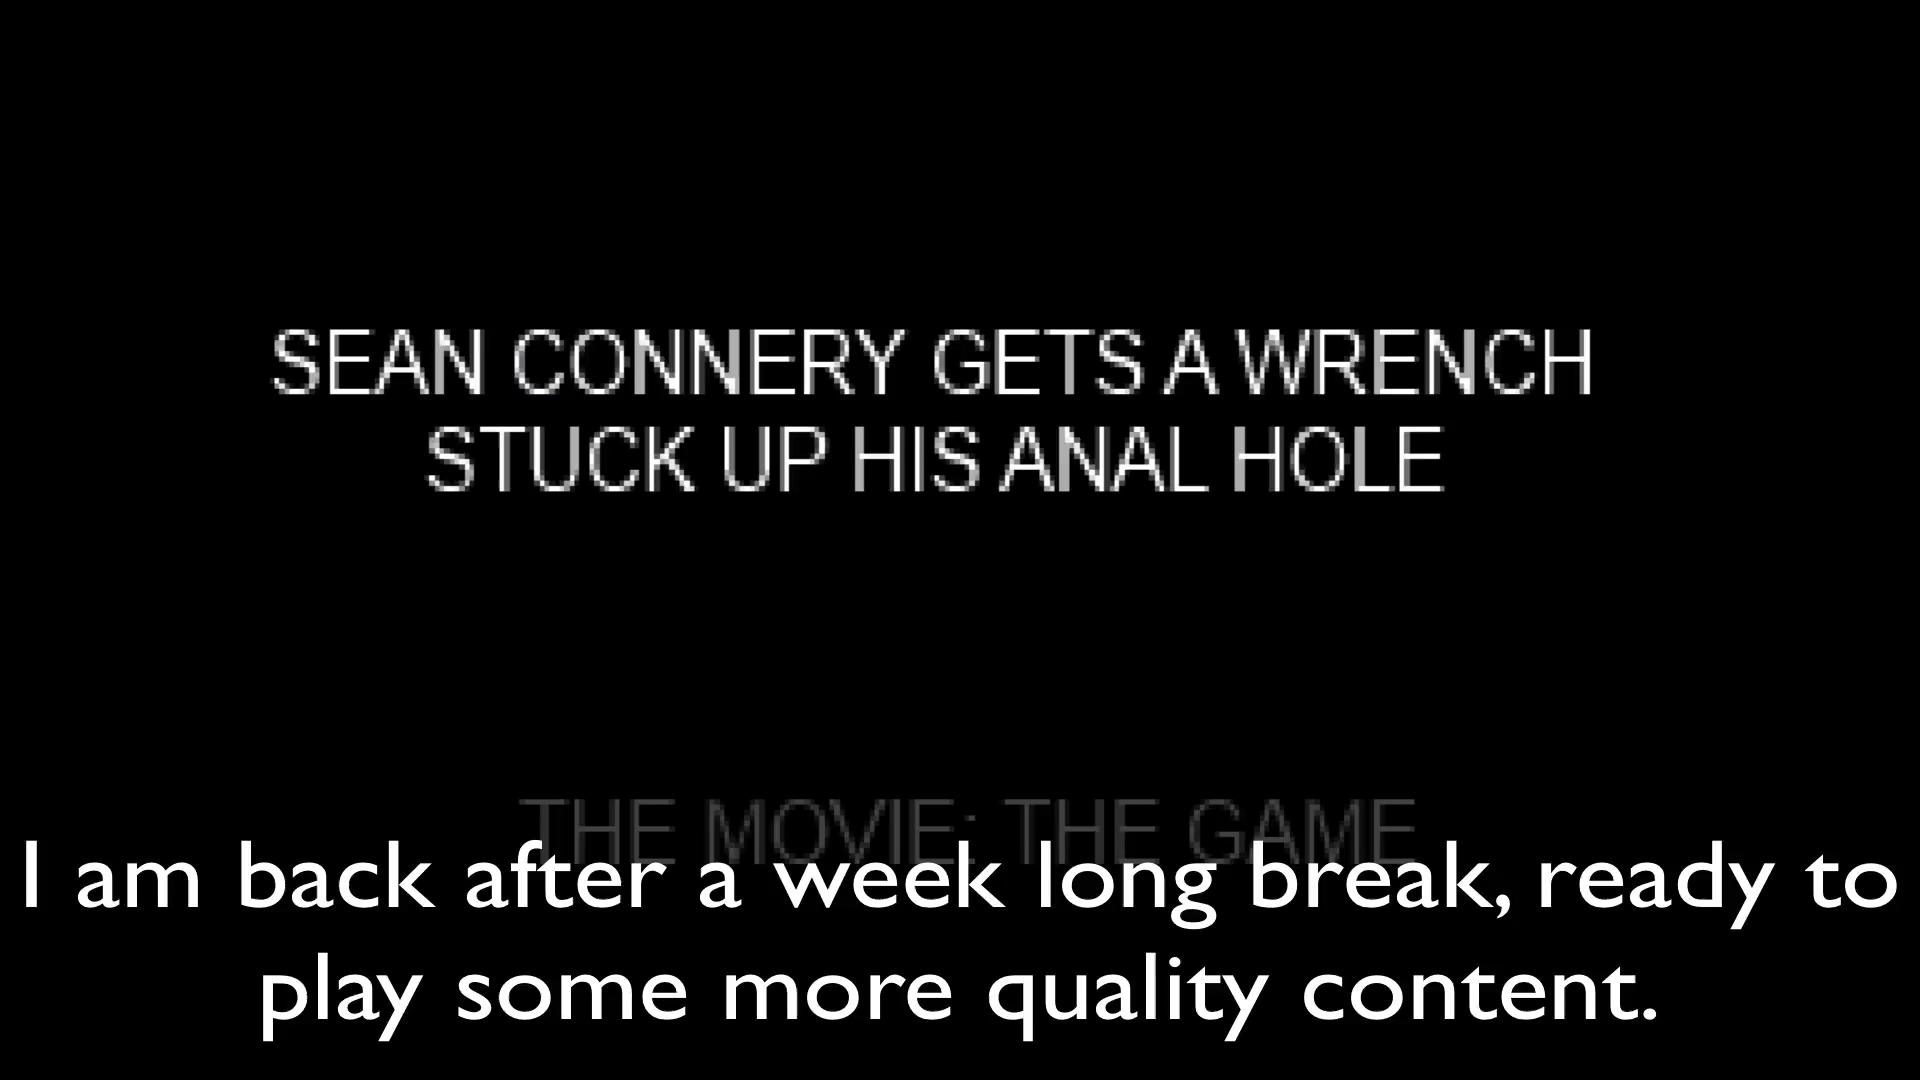 SEAN CONNERY GETS A WRENCH
STUCK UP HIS ANAL HOLE
THE MOVIE: THE GAME
I am back after a week long break, ready to
play some more quality content.